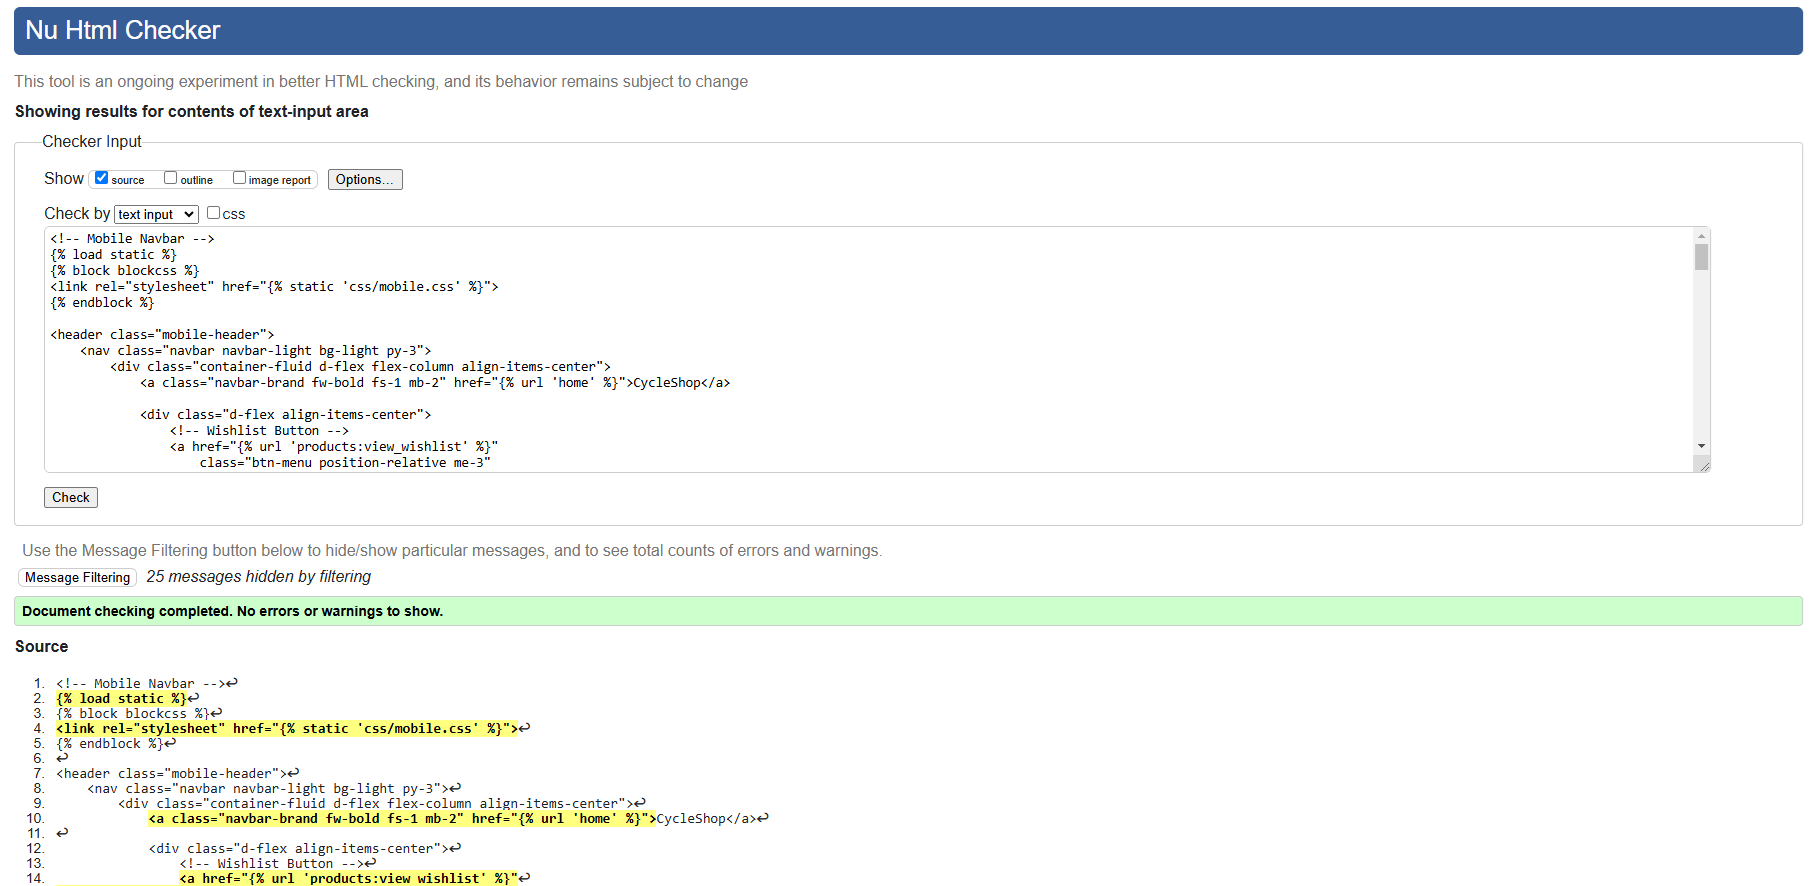 Nu Html Checker
This tool is an ongoing experiment in better HTML checking, and its behavior remains subject to change
Showing results for contents of text-input area
Checker Input
Show source outline image report Options...
Check by text input css
<!-- Mobile Navbar -->
{% load static %}
{% block blockcss %}
<link rel="stylesheet" href="{% static 'css/mobile.css' %}">
{% endblock %}
<header class="mobile-header">
<nav class="navbar navbar-light bg-light py-3">
<div class="container-fluid d-flex flex-column align-items-center">
<a class="navbar-brand fw-bold fs-1 mb-2" href="{% url 'home' %}">CycleShop</a>
<div class="d-flex align-items-center">
<!-- Wishlist Button -->
<a href="{% url 'products:view_wishlist' %}"
class="btn-menu position-relative me-3"
Check
Use the Message Filtering button below to hide/show particular messages, and to see total counts of errors and warnings.
Message Filtering 25 messages hidden by filtering
Document checking completed. No errors or warnings to show.
Source
1. <!-- Mobile Navbar -->↩
2. {% load static %}↩
3. {% block blockcss %}↩
4. <link rel="stylesheet" href="{% static 'css/mobile.css' %}">↩
5. {% endblock %}↩
6. ↩
7. <header class="mobile-header">↩
8. <nav class="navbar navbar-light bg-light py-3">↩
9. <div class="container-fluid d-flex flex-column align-items-center">↩
10. <a class="navbar-brand fw-bold fs-1 mb-2" href="{% url 'home' %}">CycleShop</a>↩
11. ↩
12. <div class="d-flex align-items-center">↩
13. <!-- Wishlist Button -->↩
14. <a href="{% url 'products:view_wishlist' %}"↩